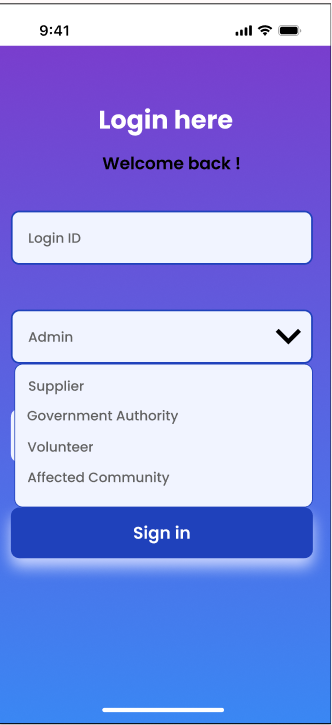 9:41
Login here
Welcome back !
Login ID
Admin
Supplier
Government Authority
Volunteer
Affected Community
Sign in